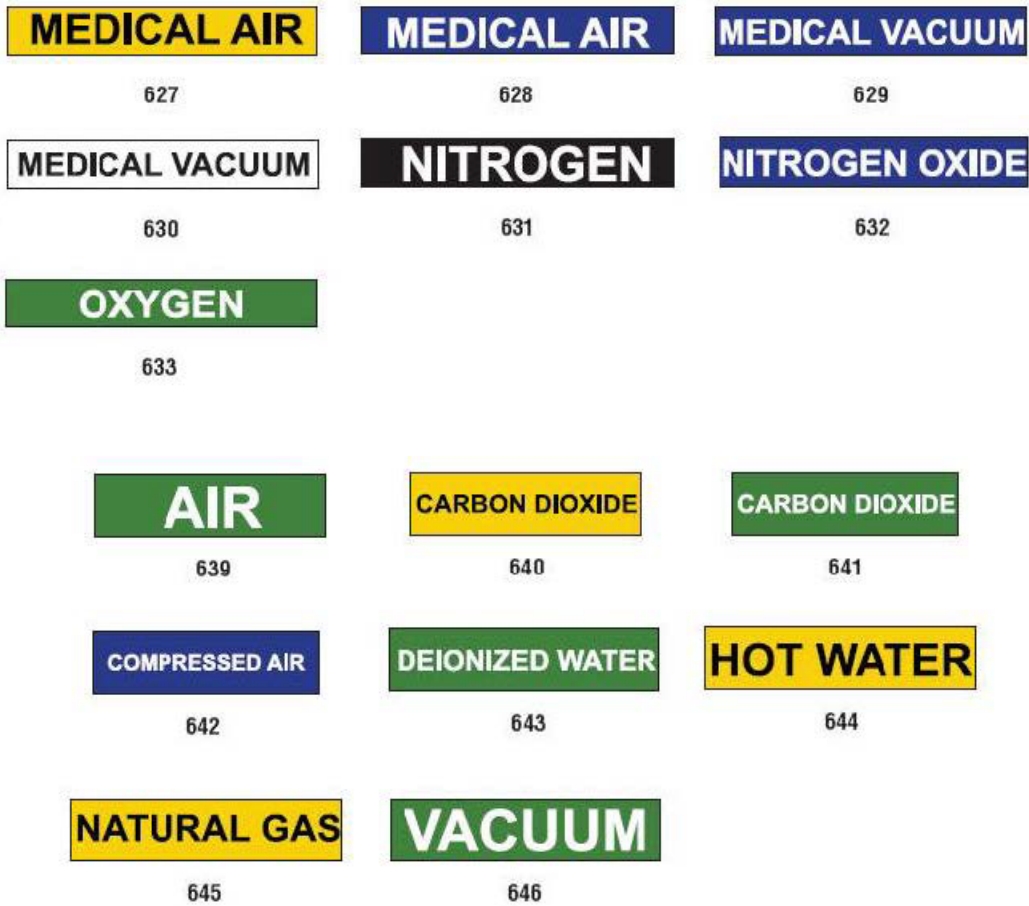 MEDICAL AIR
MEDICAL AIR
MEDICAL VACUUM
627
628
629
MEDICAL VACUUM
NITROGEN
NITROGEN OXIDE
630
631
632
OXYGEN
633
AIR
CARBON DIOXIDE
CARBON DIOXIDE
639
640
641
COMPRESSED AIR
DEIONIZED WATER
HOT WATER
642
643
644
NATURAL GAS
VACUUM
645
646